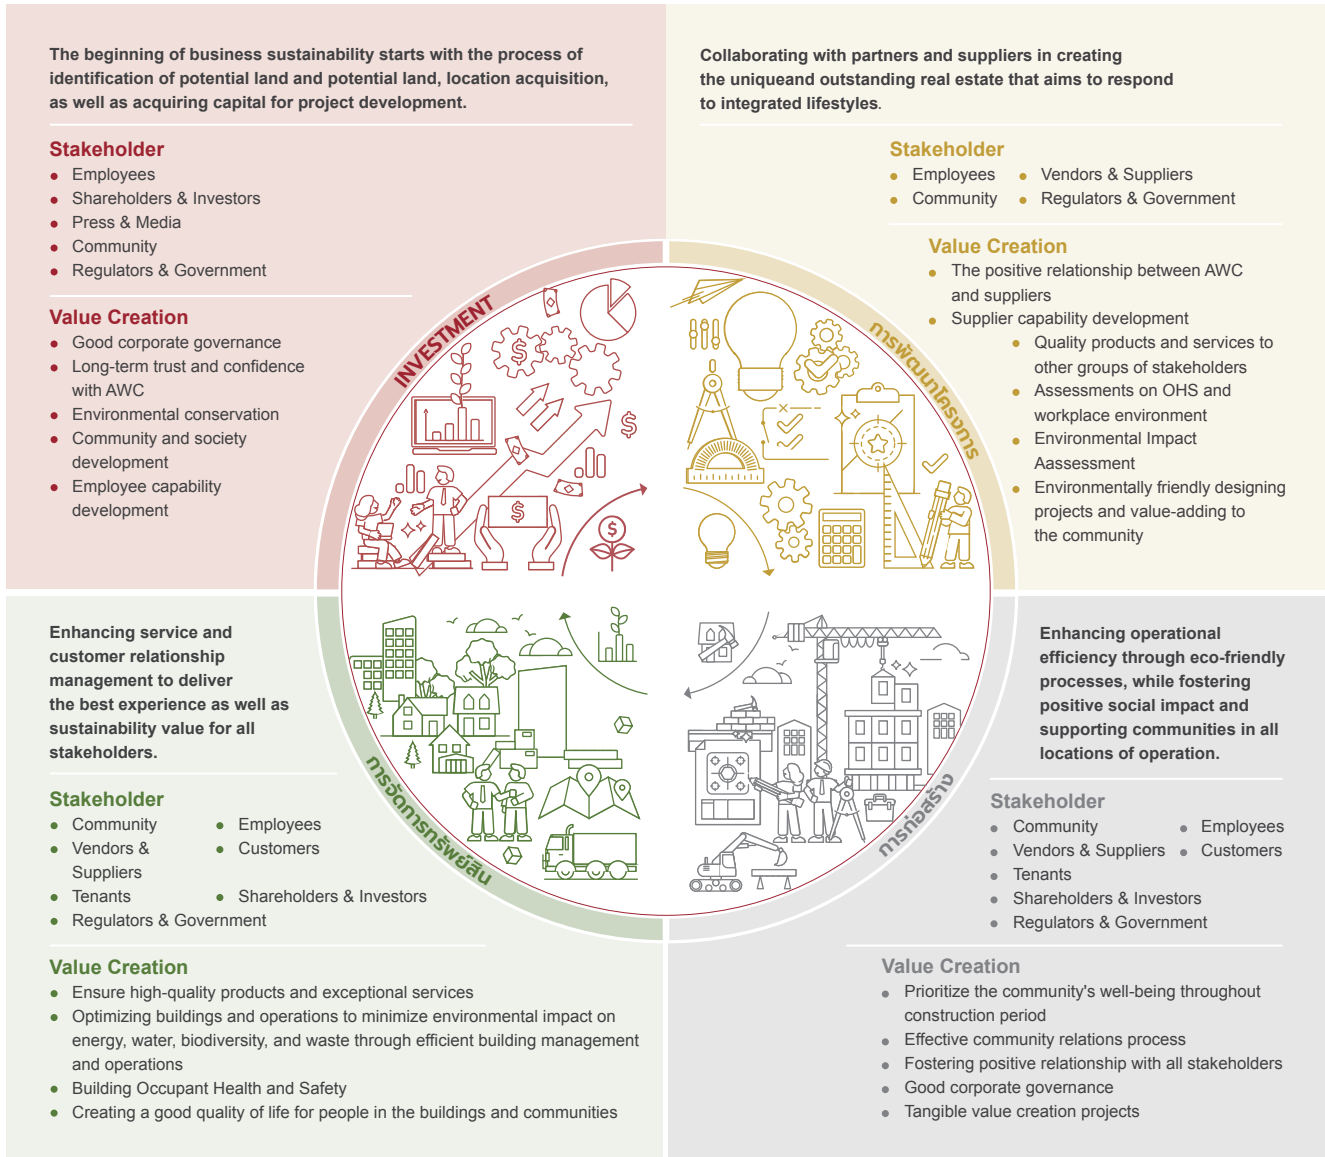 The beginning of business sustainability starts with the process of
identification of potential land and potential land, location acquisition,
as well as acquiring capital for project development.
Stakeholder
Employees
Shareholders & Investors
Press & Media
Community
Regulators & Government
Value Creation
Good corporate governance
Long-term trust and confidence
with AWC
Environmental conservation
Community and society
development
Employee capability
development
INVESTMENT
Collaborating with partners and suppliers in creating
the uniqueand outstanding real estate that aims to respond
to integrated lifestyles.
Stakeholder
Employees
Vendors & Suppliers
Community
Regulators & Government
Value Creation
The positive relationship between AWC
and suppliers
Supplier capability development
Quality products and services to
other groups of stakeholders
Assessments on OHS and
workplace environment
Environmental Impact
Aassessment
Environmentally friendly designing
projects and value-adding to
the community
การพัฒนาโครงการ
Enhancing service and
customer relationship
management to deliver
the best experience as well as
sustainability value for all
stakeholders.
Stakeholder
Community
Employees
Vendors &
Suppliers
Customers
Tenants
Shareholders & Investors
Regulators & Government
Value Creation
Ensure high-quality products and exceptional services
Optimizing buildings and operations to minimize environmental impact on
energy, water, biodiversity, and waste through efficient building management
and operations
Building Occupant Health and Safety
Creating a good quality of life for people in the buildings and communities
การจัดการทรัพย์สิน
Enhancing operational
efficiency through eco-friendly
processes, while fostering
positive social impact and
supporting communities in all
locations of operation.
Stakeholder
Community
Employees
Vendors & Suppliers
Customers
Tenants
Shareholders & Investors
Regulators & Government
Value Creation
Prioritize the community's well-being throughout
construction period
Effective community relations process
Fostering positive relationship with all stakeholders
Good corporate governance
Tangible value creation projects
การก่อสร้าง